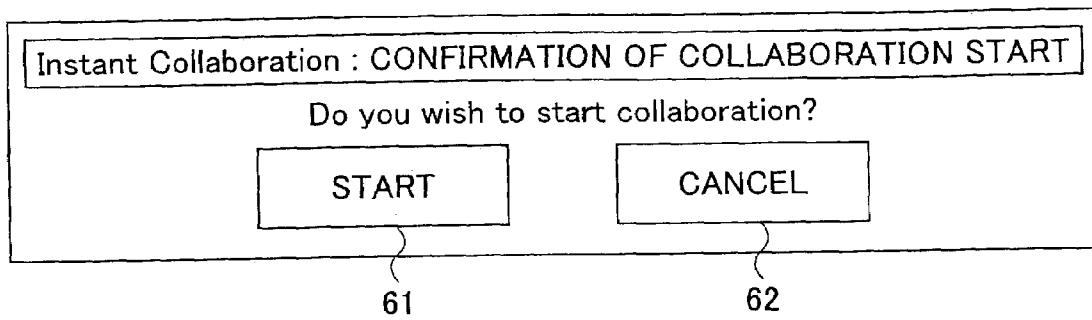 Instant Collaboration : CONFIRMATION OF COLLABORATION START
Do you wish to start collaboration?
START CANCEL
61 62